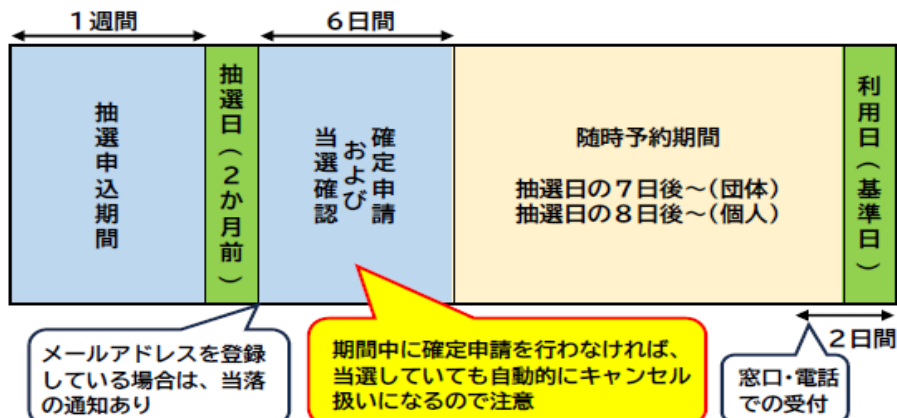 1週間
6日間
抽選申込期間
抽選日(2か月前)
当選確認
および
確定申請
随時予約期間
抽選日の7日後~(団体)
抽選日の8日後~(個人)
利用日(基準日)
2日間
メールアドレスを登録
している場合は、当落
の通知あり
期間中に確定申請を行わなければ、
当選していても自動的にキャンセル
扱いになるので注意
窓口・電話
での受付